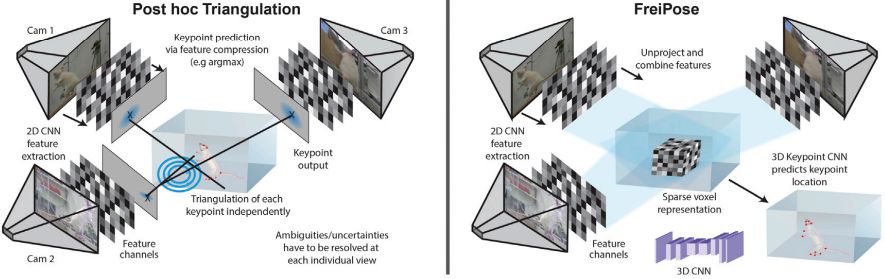 Post hoc Triangulation
Cam 1
Keypoint prediction
via feature compression
(e.g argmax)
Cam 3
X
X
X
2D CNN
feature
extraction
Keypoint
output
Triangulation of each
keypoint independently
Cam 2
Feature
channels
Ambiguities/uncertainties
have to be resolved at
each individual view
FreiPose
Unproject and
combine features
2D CNN
feature
extraction
3D Keypoint CNN
predicts keypoint
location
Sparse voxel
representation
Feature
channels
3D CNN